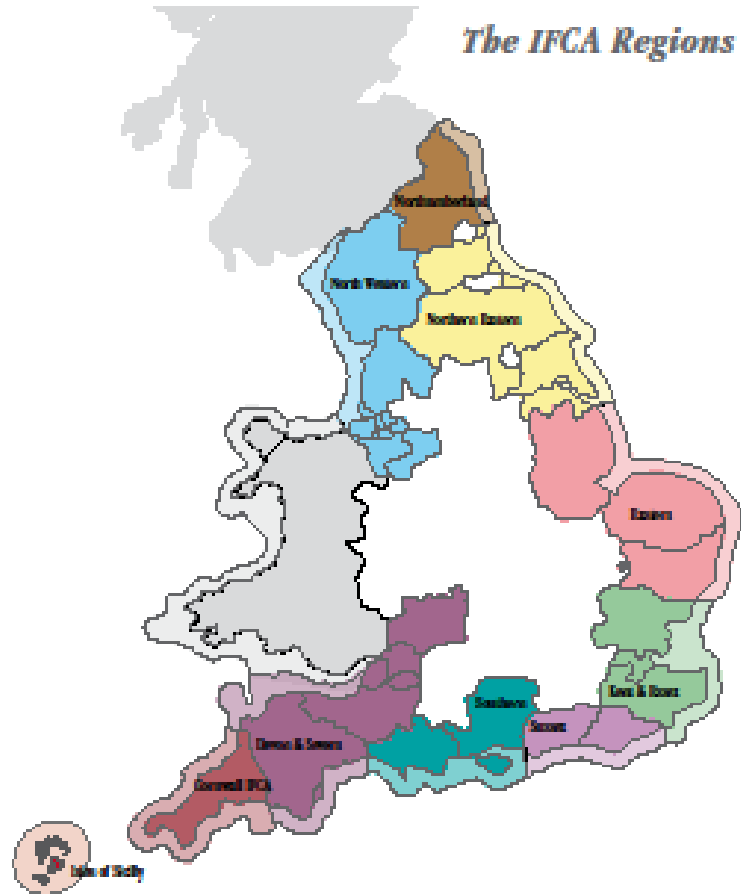 The IFCA Regions
Northumberland
North Western
Northern Eastern
Eastern
Kent & Essex
Southern
Sussex
Devon & Severn
Cornwall IFCA
Isles of Scilly